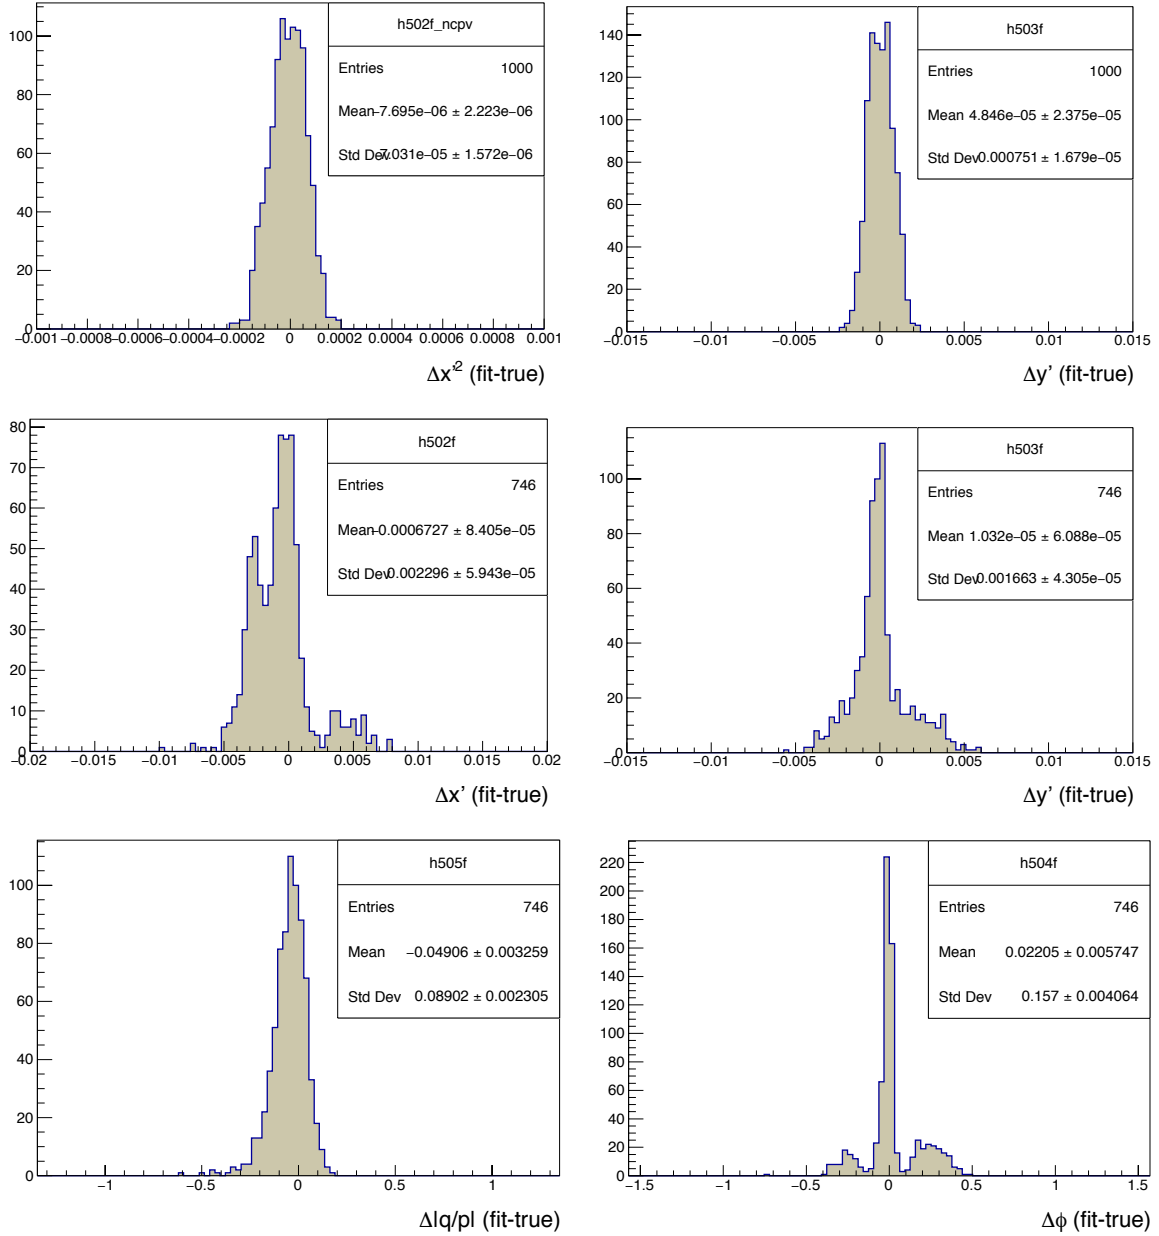 h502f_ncpv
Entries 1000
Mean −7.695e−06 ± 2.223e−06
Std Dev 7.031e−05 ± 1.572e−06
100
80
60
40
20
0
−0.001 −0.0008 −0.0006 −0.0004 −0.0002 0 0.0002 0.0004 0.0006 0.0008 0.001
Δx'² (fit-true)
h503f
Entries 1000
Mean 4.846e−05 ± 2.375e−05
Std Dev 0.000751 ± 1.679e−05
140
120
100
80
60
40
20
0
−0.015 −0.01 −0.005 0 0.005 0.01 0.015
Δy' (fit-true)
h502f
Entries 746
Mean −0.0006727 ± 8.405e−05
Std Dev 0.002296 ± 5.943e−05
80
70
60
50
40
30
20
10
0
−0.02 −0.015 −0.01 −0.005 0 0.005 0.01 0.015 0.02
Δx' (fit-true)
h503f
Entries 746
Mean 1.032e−05 ± 6.088e−05
Std Dev 0.001663 ± 4.305e−05
100
80
60
40
20
0
−0.015 −0.01 −0.005 0 0.005 0.01 0.015
Δy' (fit-true)
h505f
Entries 746
Mean −0.04906 ± 0.003259
Std Dev 0.08902 ± 0.002305
100
80
60
40
20
0
−1 −0.5 0 0.5 1
Δ|q/p| (fit-true)
h504f
Entries 746
Mean 0.02205 ± 0.005747
Std Dev 0.157 ± 0.004064
220
200
180
160
140
120
100
80
60
40
20
0
−1.5 −1 −0.5 0 0.5 1 1.5
Δϕ (fit-true)